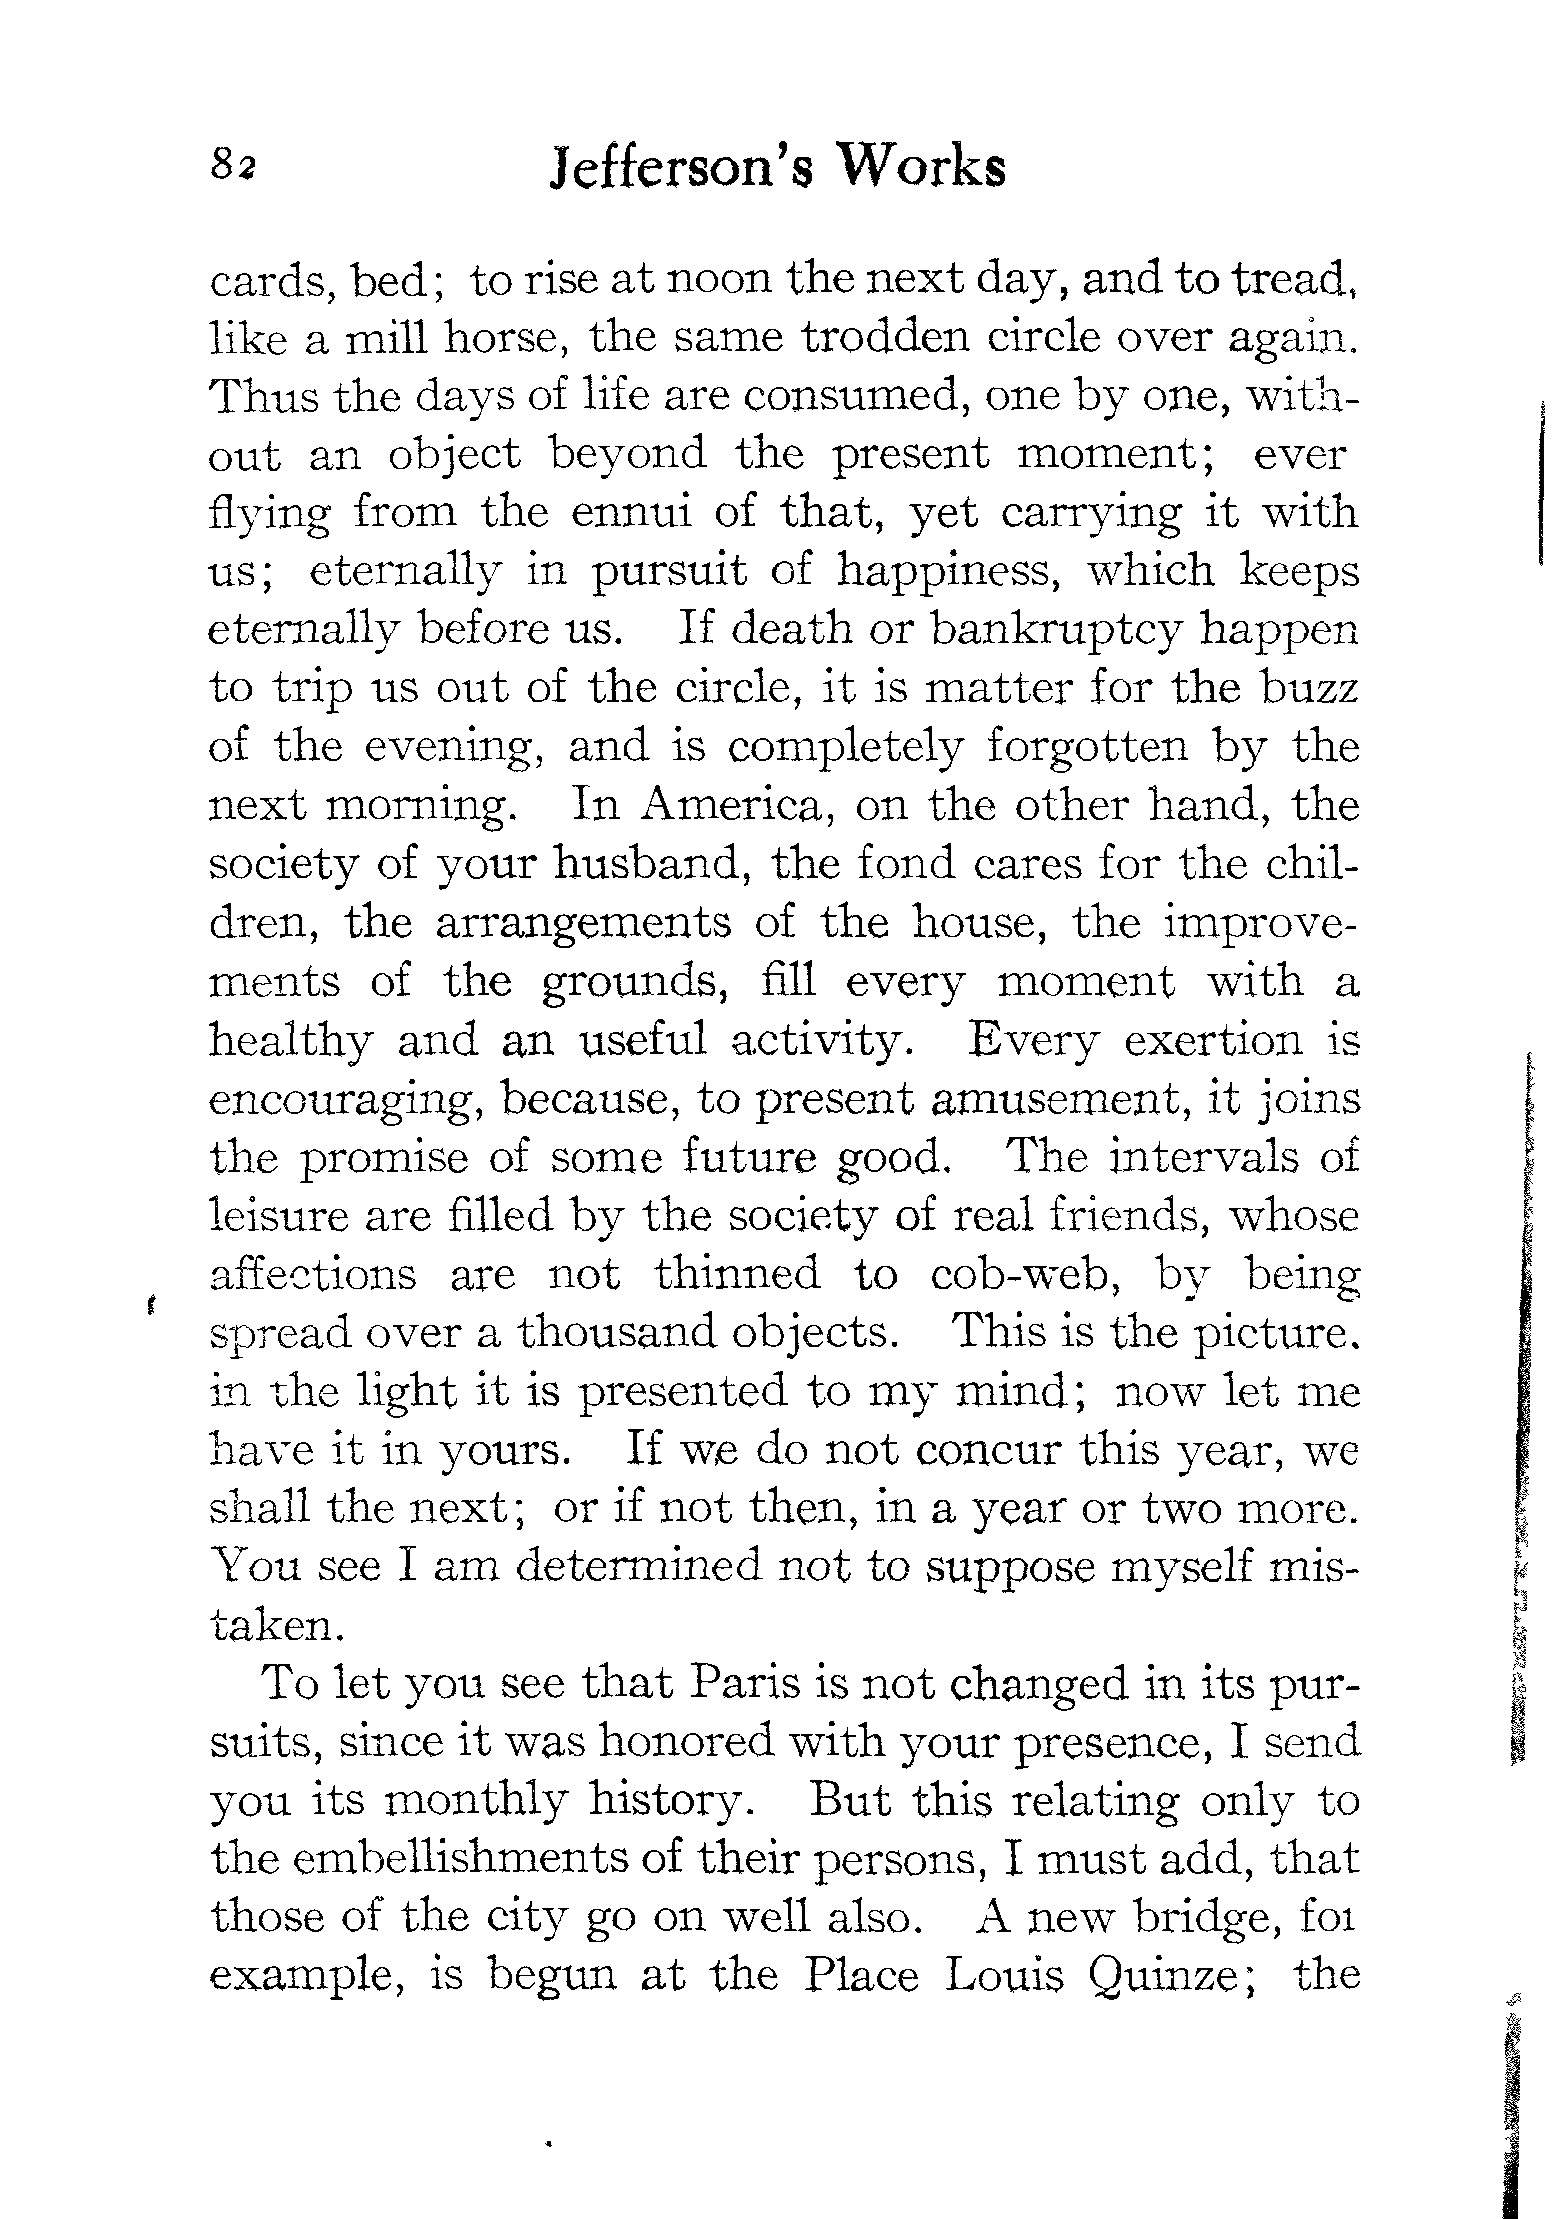 82 Jefferson's Works
cards, bed; to rise at noon the next day, and to tread,
like a mill horse, the same trodden circle over again.
Thus the days of life are consumed, one by one, with-
out an object beyond the present moment; ever
flying from the ennui of that, yet carrying it with
us; eternally in pursuit of happiness, which keeps
eternally before us. If death or bankruptcy happen
to trip us out of the circle, it is matter for the buzz
of the evening, and is completely forgotten by the
next morning. In America, on the other hand, the
society of your husband, the fond cares for the chil-
dren, the arrangements of the house, the improve-
ments of the grounds, fill every moment with a
healthy and an useful activity. Every exertion is
encouraging, because, to present amusement, it joins
the promise of some future good. The intervals of
leisure are filled by the society of real friends, whose
affections are not thinned to cob-web, by being
spread over a thousand objects. This is the picture.
in the light it is presented to my mind; now let me
have it in yours. If we do not concur this year, we
shall the next; or if not then, in a year or two more.
You see I am determined not to suppose myself mis-
taken.
To let you see that Paris is not changed in its pur-
suits, since it was honored with your presence, I send
you its monthly history. But this relating only to
the embellishments of their persons, I must add, that
those of the city go on well also. A new bridge, for
example, is begun at the Place Louis Quinze; the